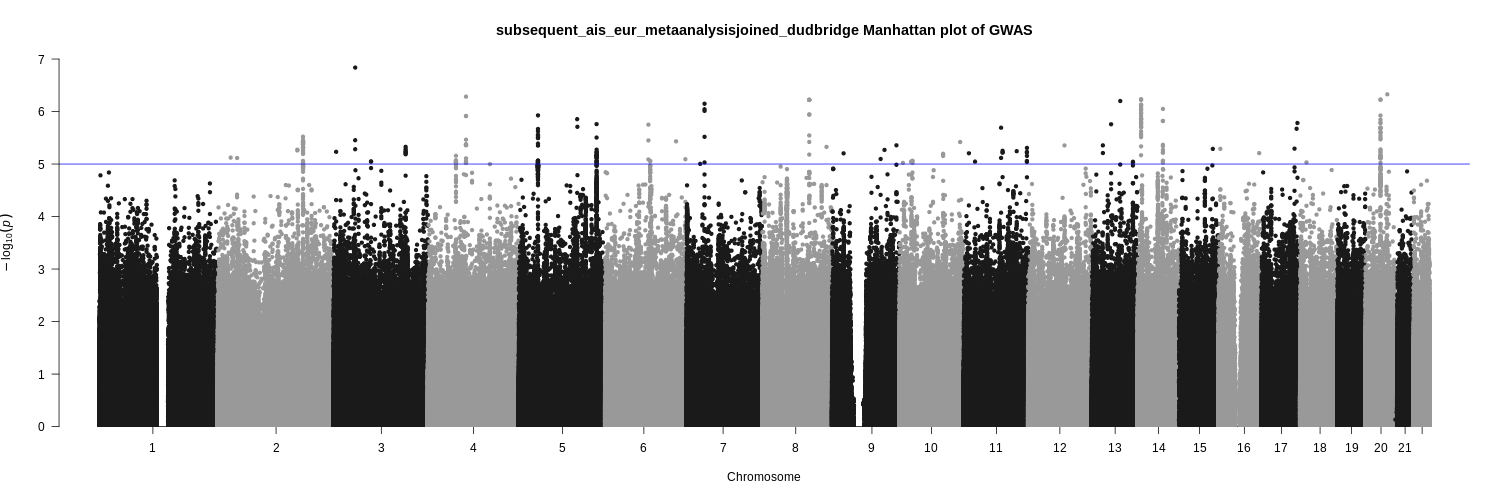 subsequent_ais_eur_metaanalysisjoined_dudbridge Manhattan plot of GWAS
7
6
5
4
3
2
1
0
− log₁₀(p)
1 2 3 4 5 6 7 8 9 10 11 12 13 14 15 16 17 18 19 20 21
Chromosome